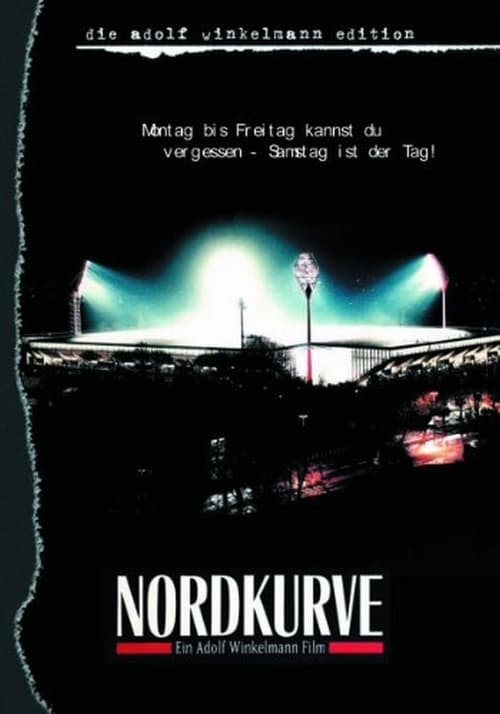 die adolf winkelmann edition
Montag bis Freitag kannst du
vergessen - Samstag ist der Tag!
NORDKURVE
Ein Adolf Winkelmann Film